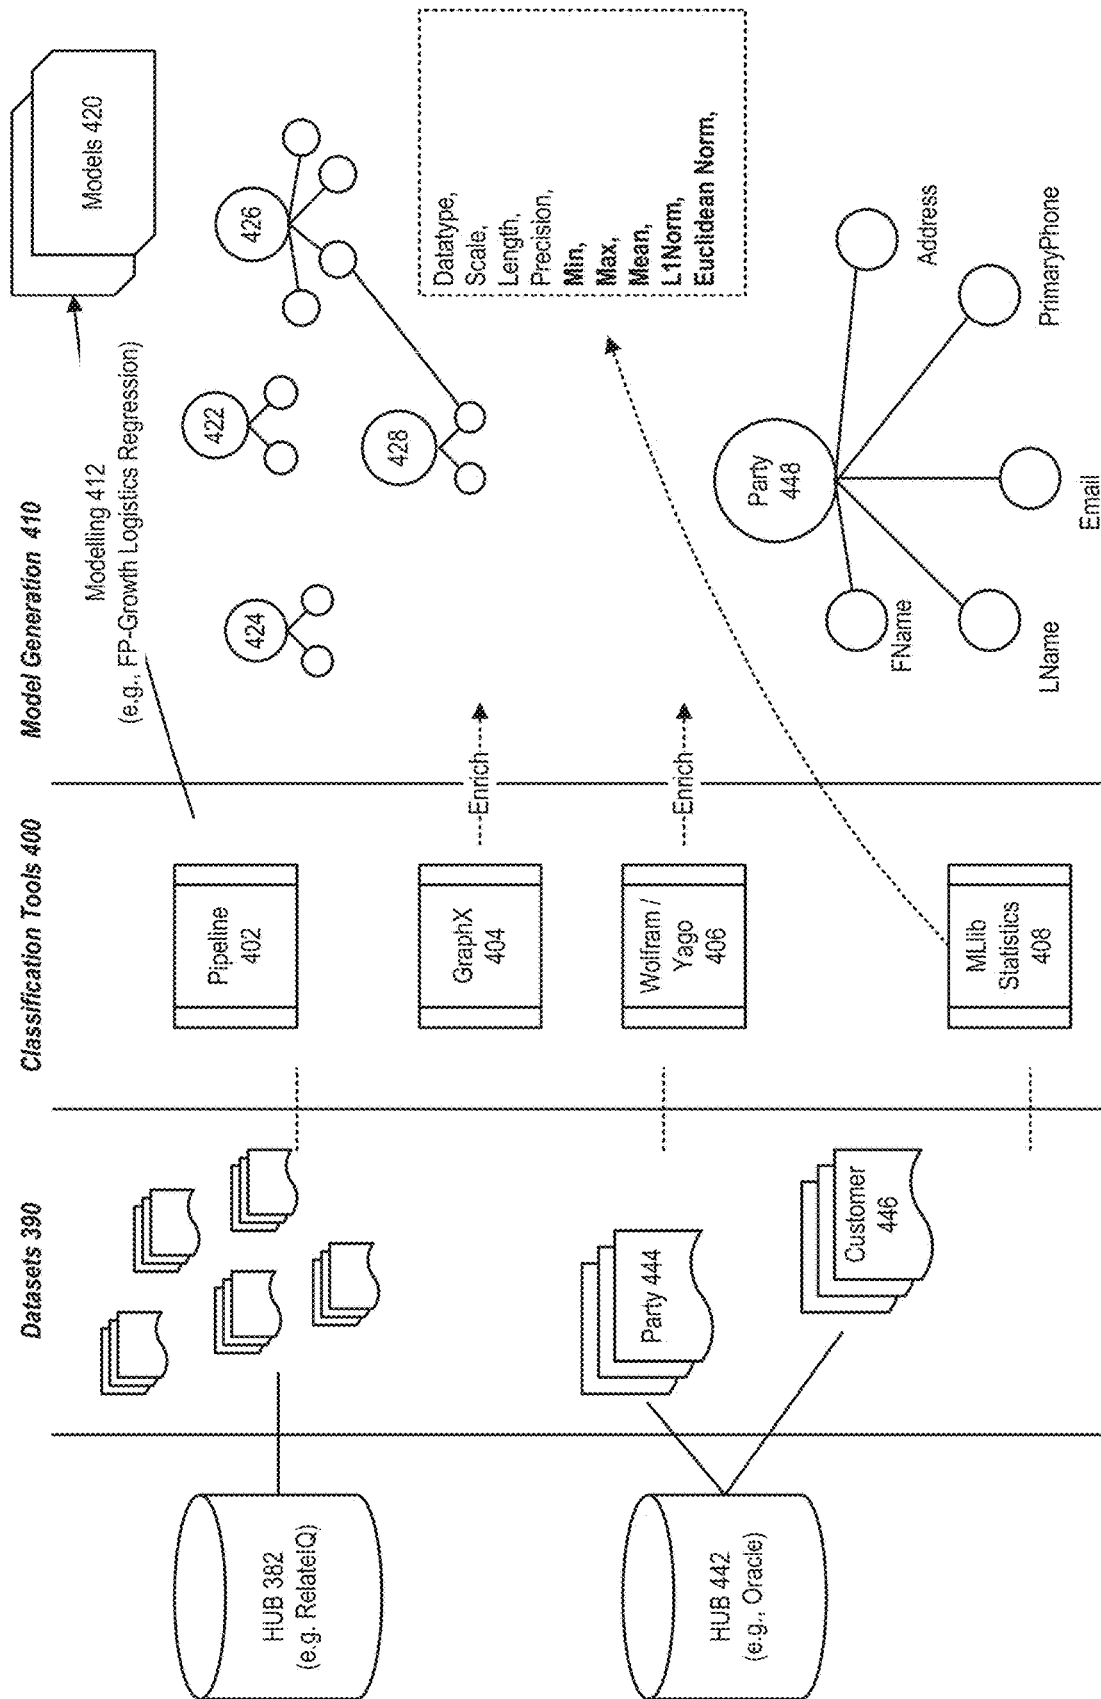 Datasets 390
Classification Tools 400
Model Generation 410
HUB 382
(e.g. RelateIQ)
HUB 442
(e.g., Oracle)
Party 444
Customer
446
Pipeline
402
GraphX
404
Wolfram /
Yago
406
MLlib
Statistics
408
Enrich
Enrich
Modelling 412
(e.g., FP-Growth Logistics Regression)
Models 420
424
422
428
426
Datatype,
Scale,
Length,
Precision,
Min,
Max,
Mean,
L1Norm,
Euclidean Norm,
Party
448
FName
LName
Email
PrimaryPhone
Address